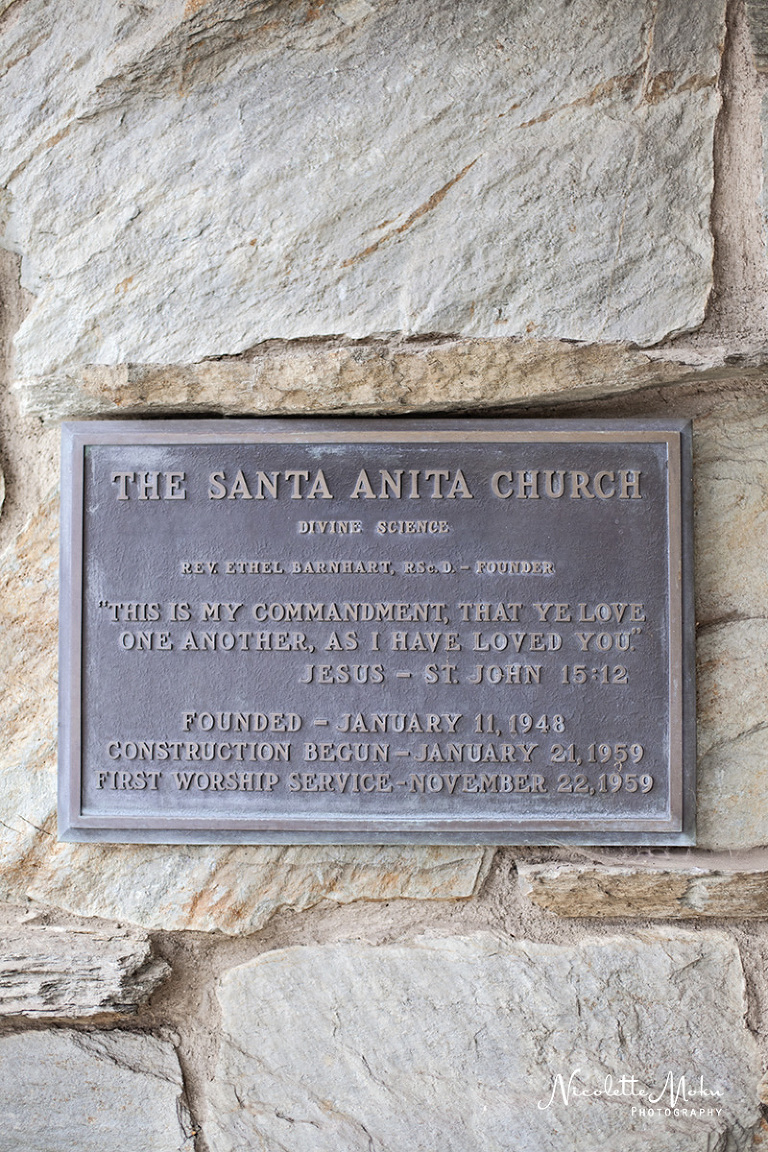 THE SANTA ANITA CHURCH
DIVINE SCIENCE
REV. ETHEL BARNHART, RSc. D. - FOUNDER
"THIS IS MY COMMANDMENT, THAT YE LOVE
ONE ANOTHER, AS I HAVE LOVED YOU."
JESUS - ST. JOHN 15:12
FOUNDED - JANUARY 11, 1948
CONSTRUCTION BEGUN - JANUARY 21, 1959
FIRST WORSHIP SERVICE - NOVEMBER 22, 1959
Nicolette Mohn
PHOTOGRAPHY